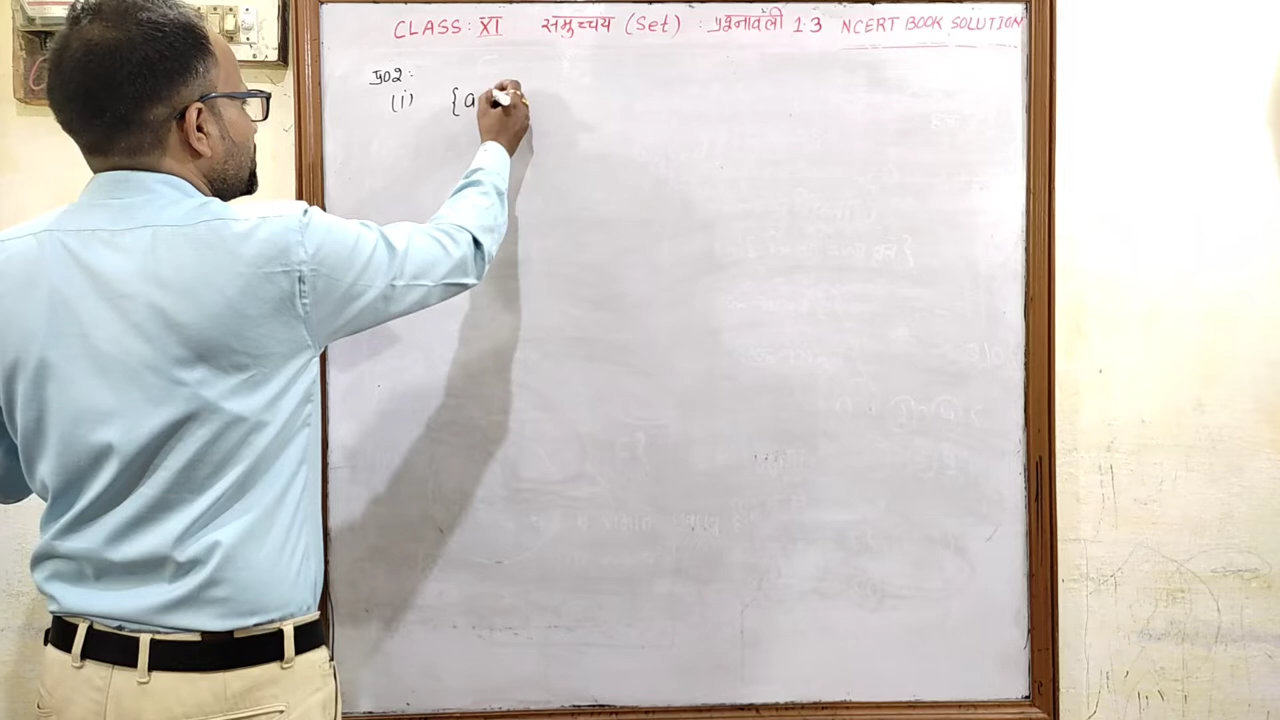 CLASS: XI समुच्चय (Set) : प्रश्नावली 1.3 NCERT BOOK SOLUTION
प्र02:
(i) {a